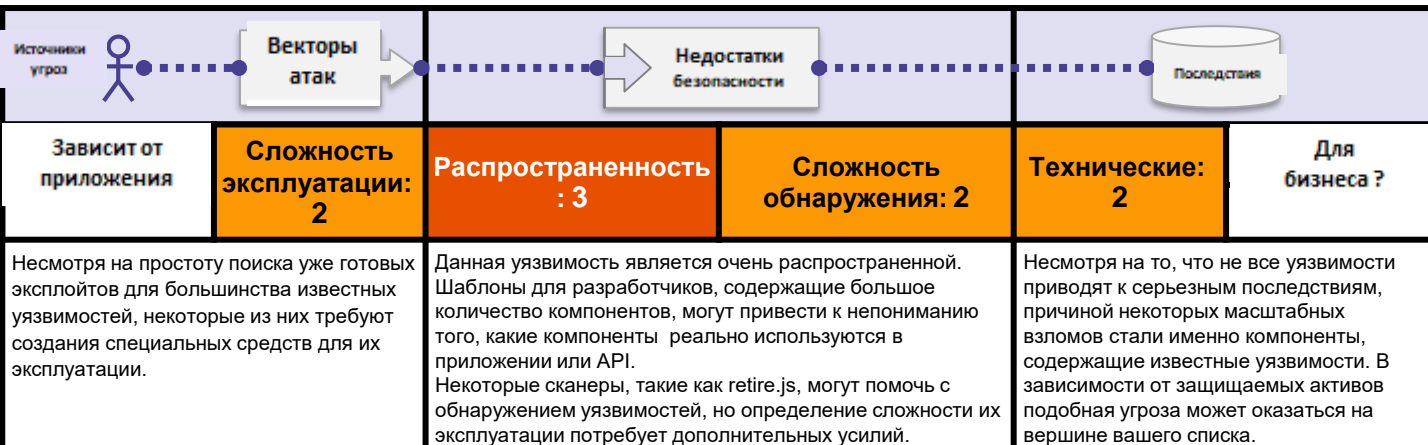 Источники
угроз
Векторы
атак
Недостатки
безопасности
Последствия
Зависит от
приложения
Сложность
эксплуатации:
2
Распространенность
: 3
Сложность
обнаружения: 2
Технические:
2
Для
бизнеса ?
Несмотря на простоту поиска уже готовых
эксплойтов для большинства известных
уязвимостей, некоторые из них требуют
создания специальных средств для их
эксплуатации.
Данная уязвимость является очень распространенной.
Шаблоны для разработчиков, содержащие большое
количество компонентов, могут привести к непониманию
того, какие компоненты реально используются в
приложении или API.
Некоторые сканеры, такие как retire.js, могут помочь с
обнаружением уязвимостей, но определение сложности их
эксплуатации потребует дополнительных усилий.
Несмотря на то, что не все уязвимости
приводят к серьезным последствиям,
причиной некоторых масштабных
взломов стали именно компоненты,
содержащие известные уязвимости. В
зависимости от защищаемых активов
подобная угроза может оказаться на
вершине вашего списка.